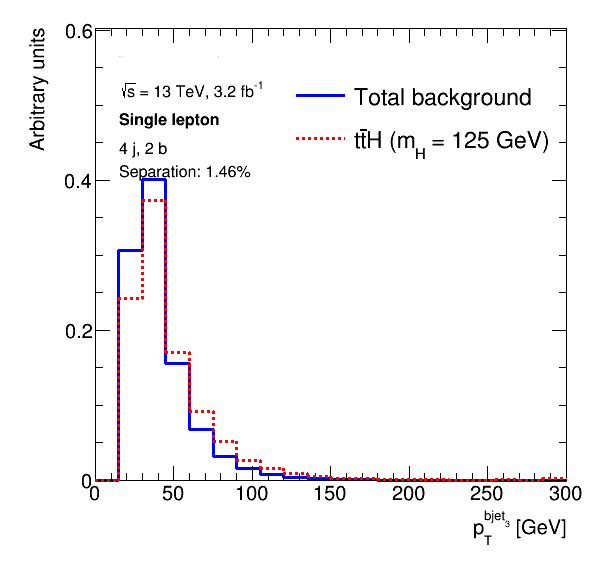 Arbitrary units
0.6
0.4
0.2
0
√s = 13 TeV, 3.2 fb⁻¹
Single lepton
4 j, 2 b
Separation: 1.46%
Total background
tt̄H (m_H = 125 GeV)
0 50 100 150 200 250 300
p_T^bjet_3 [GeV]